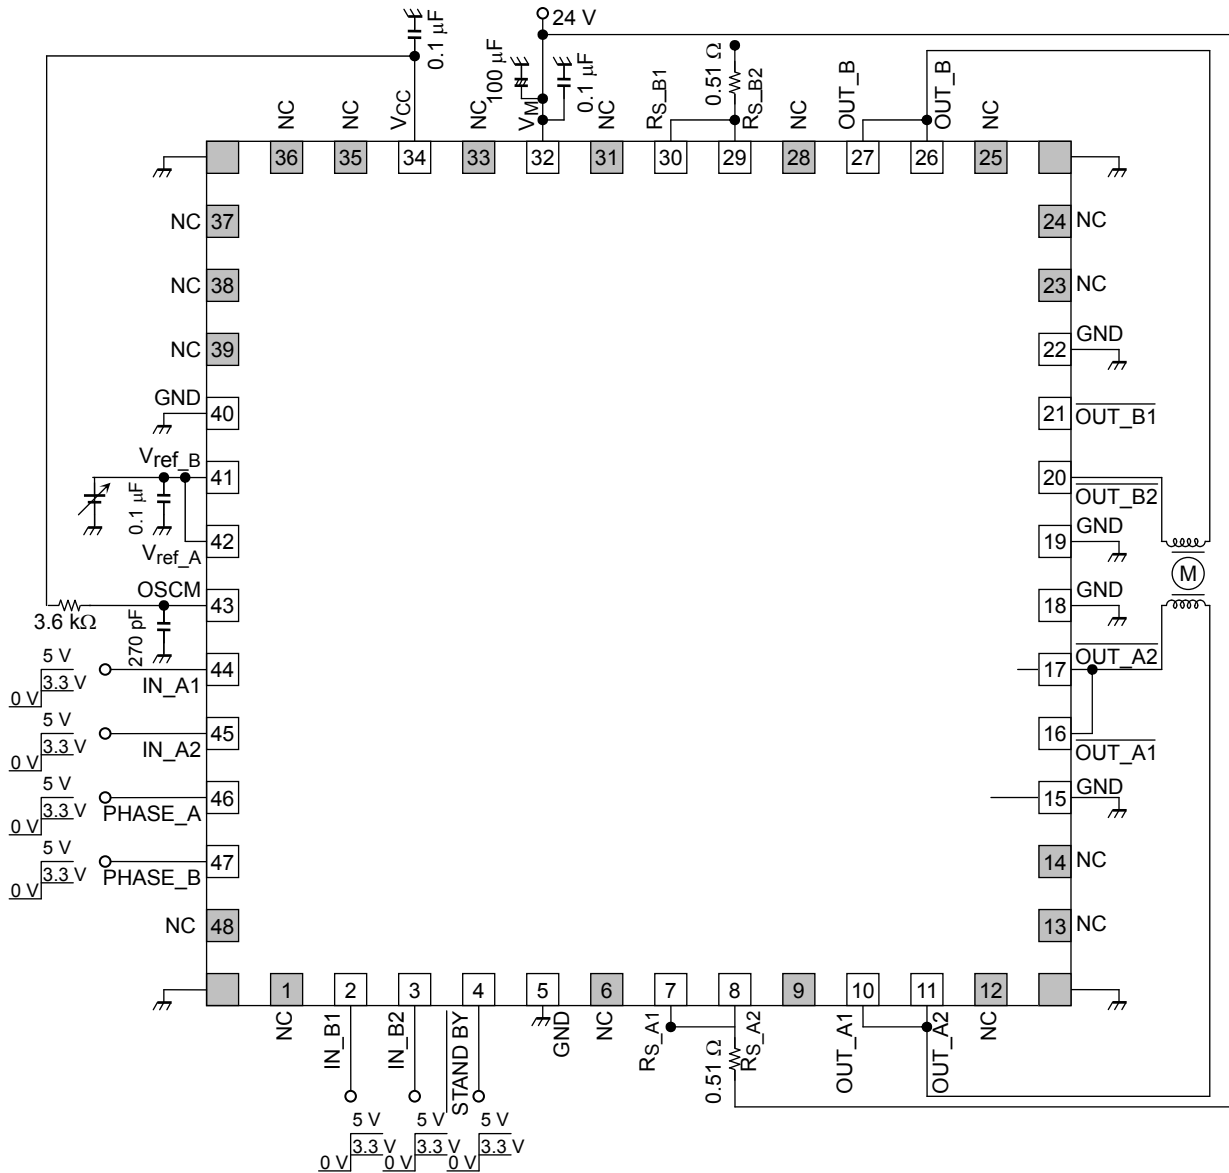 24 V
0.1 μF
100 μF
0.1 μF
0.51 Ω
NC
NC
VCC
NC
VM
NC
RS_B1
RS_B2
NC
OUT_B
OUT_B
NC
36
35
34
33
32
31
30
29
28
27
26
25
NC 37
24 NC
NC 38
23 NC
NC 39
22 GND
GND 40
21 OUT_B1
Vref_B 41
20 OUT_B2
0.1 μF
Vref_A 42
19 GND
OSCM 43
18 GND
M
3.6 kΩ
270 pF
5 V
3.3 V
0 V
IN_A1 44
17 OUT_A2
5 V
3.3 V
0 V
IN_A2 45
16 OUT_A1
5 V
3.3 V
0 V
PHASE_A 46
15 GND
5 V
3.3 V
0 V
PHASE_B 47
14 NC
NC 48
13 NC
1
2
3
4
5
6
7
8
9
10
11
12
NC
IN_B1
IN_B2
STAND BY
GND
NC
RS_A1
RS_A2
0.51 Ω
OUT_A1
OUT_A2
NC
5 V
3.3 V
0 V
5 V
3.3 V
0 V
5 V
3.3 V
0 V